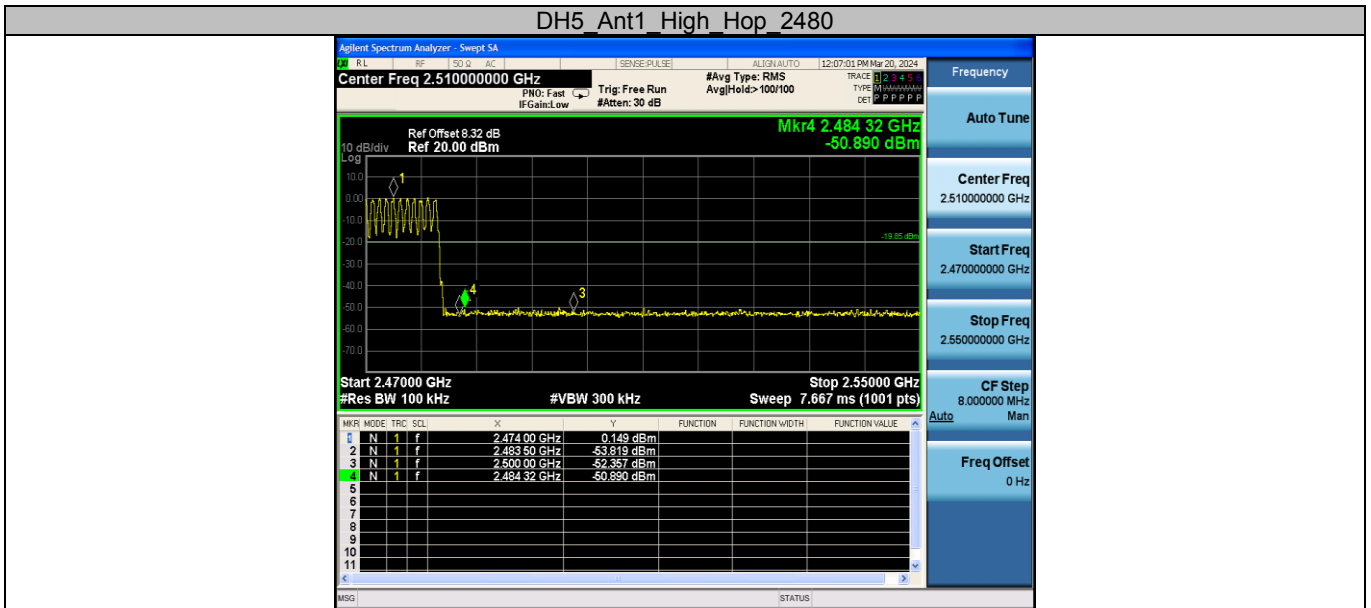 DH5_Ant1_High_Hop_2480
Agilent Spectrum Analyzer - Swept SA
RL RF 50 Ω AC SENSE:PULSE ALIGN AUTO 12:07:01 PM Mar 20, 2024
Center Freq 2.510000000 GHz #Avg Type: RMS TRACE 1 2 3 4 5 6
PNO: Fast Trig: Free Run Avg|Hold:> 100/100 TYPE M
IFGain:Low #Atten: 30 dB DET P P P P P P
Mkr4 2.484 32 GHz
-50.890 dBm
Ref Offset 8.32 dB
10 dB/div Ref 20.00 dBm
Log
10.0
0.00
-10.0
-20.0
-30.0
-40.0
-50.0
-60.0
-70.0
1
4
3
-19.85 dBm
Start 2.47000 GHz Stop 2.55000 GHz
#Res BW 100 kHz #VBW 300 kHz Sweep 7.667 ms (1001 pts)
MKR MODE TRC SCL X Y FUNCTION FUNCTION WIDTH FUNCTION VALUE
1 N 1 f 2.474 00 GHz 0.149 dBm
2 N 1 f 2.483 50 GHz -53.819 dBm
3 N 1 f 2.500 00 GHz -52.357 dBm
4 N 1 f 2.484 32 GHz -50.890 dBm
5
6
7
8
9
10
11
MSG STATUS
Frequency
Auto Tune
Center Freq
2.510000000 GHz
Start Freq
2.470000000 GHz
Stop Freq
2.550000000 GHz
CF Step
8.000000 MHz
Auto Man
Freq Offset
0 Hz